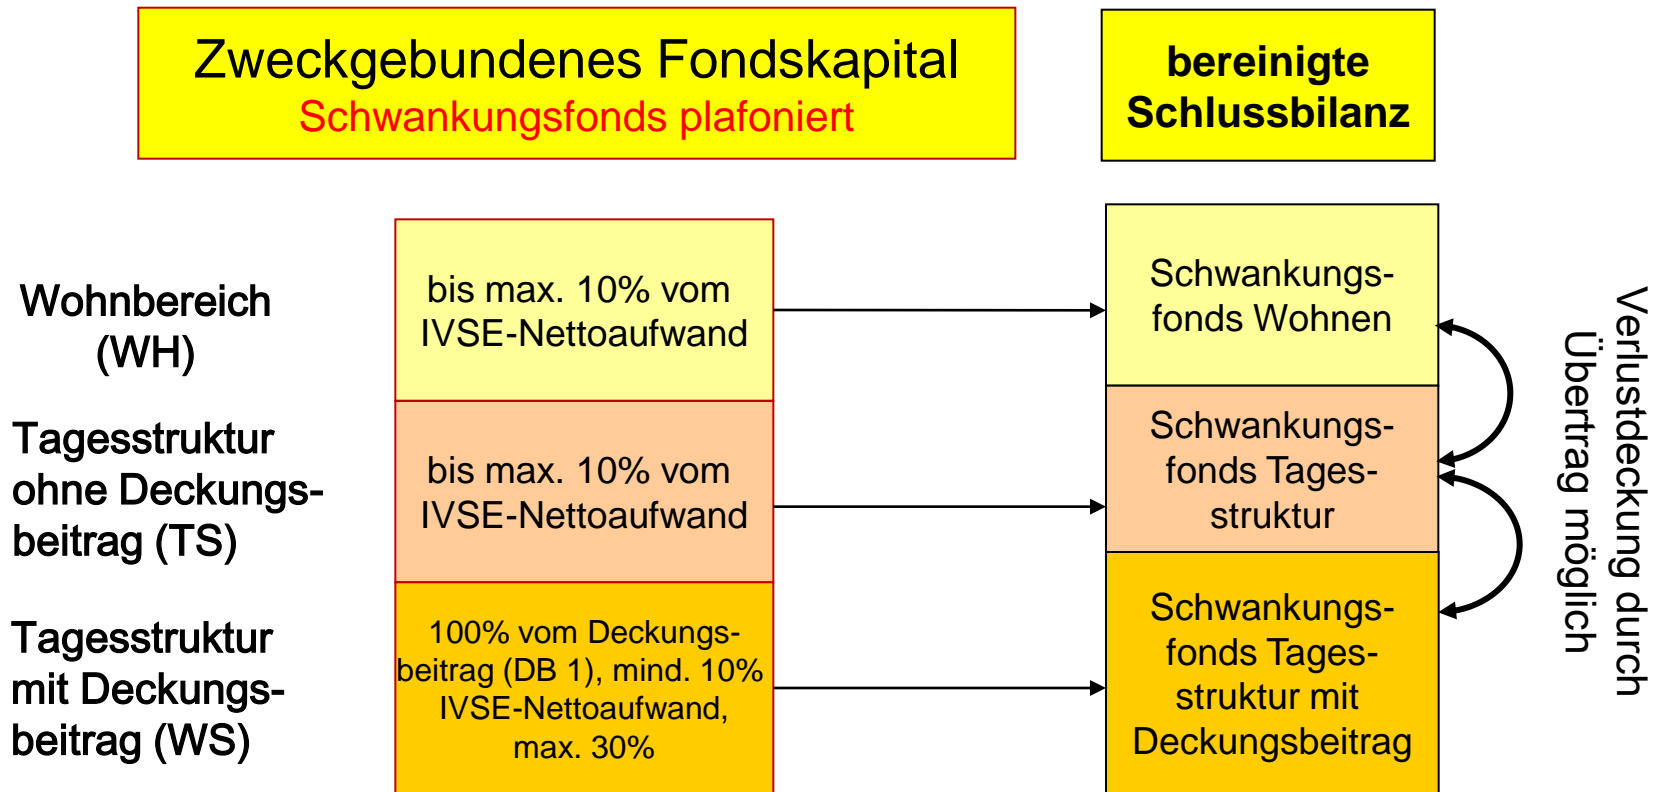 Zweckgebundenes Fondskapital
Schwankungsfonds plafoniert
bereinigte
Schlussbilanz
Wohnbereich
(WH)
bis max. 10% vom
IVSE-Nettoaufwand
Schwankungs-
fonds Wohnen
Tagesstruktur
ohne Deckungs-
beitrag (TS)
bis max. 10% vom
IVSE-Nettoaufwand
Schwankungs-
fonds Tages-
struktur
Tagesstruktur
mit Deckungs-
beitrag (WS)
100% vom Deckungs-
beitrag (DB 1), mind. 10%
IVSE-Nettoaufwand,
max. 30%
Schwankungs-
fonds Tages-
struktur mit
Deckungsbeitrag
Verlustdeckung durch
Übertrag möglich